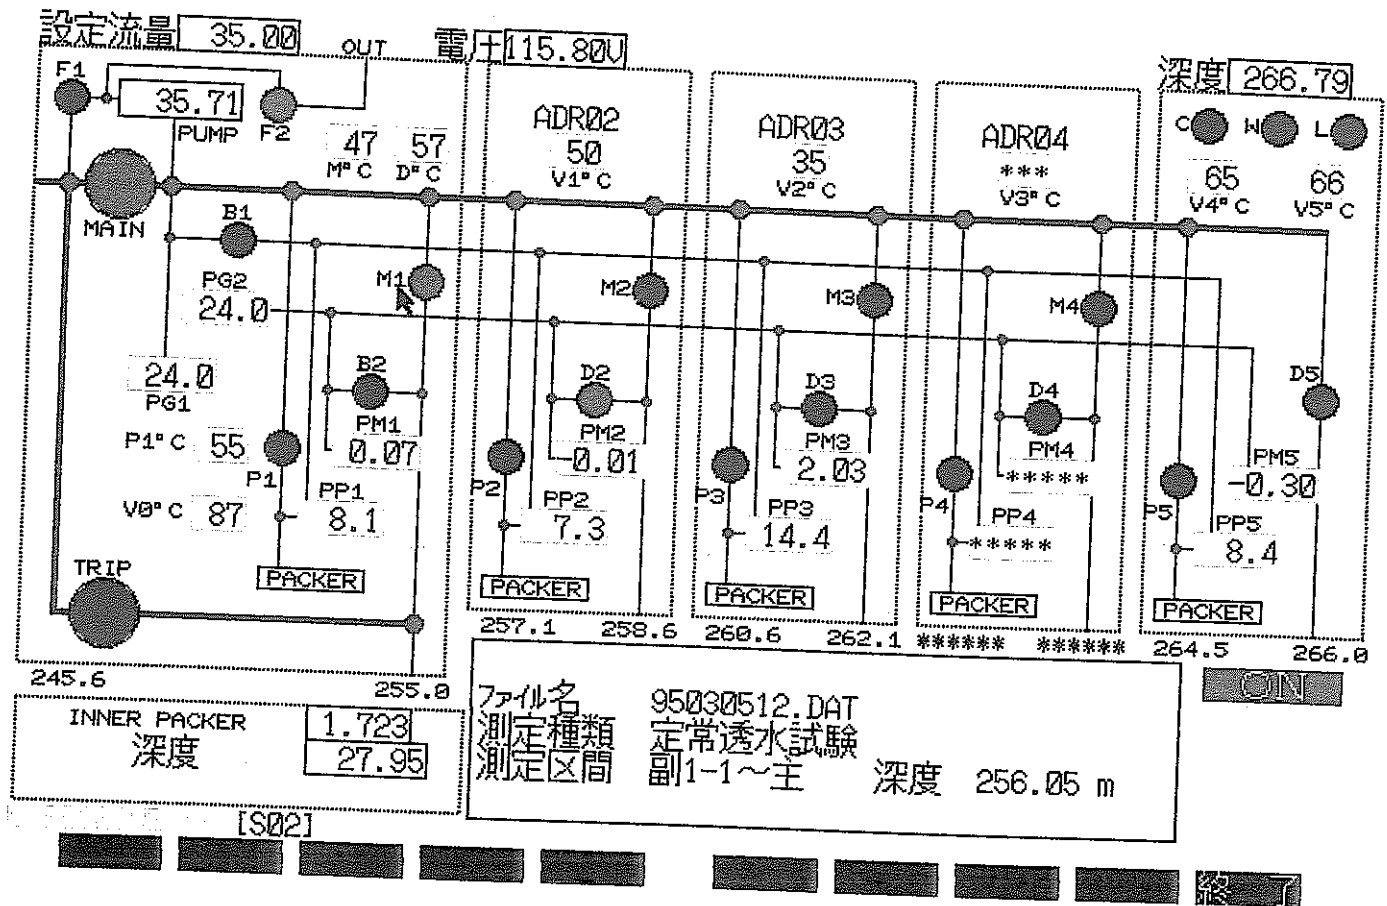 設定流量 35.00
OUT
電圧 115.80V
深度 266.79
F1
35.71
PUMP
F2
47 57
M°C D°C
ADR02
50
V1°C
ADR03
35
V2°C
ADR04
***
V3°C
C W L
65 66
V4°C V5°C
MAIN
B1
M1
M2
M3
M4
PG2
24.0
24.0
PG1
B2
PM1
0.07
D2
PM2
-0.01
D3
PM3
2.03
D4
PM4
*****
D5
PM5
-0.30
P1°C 55
P1
V0°C 87
PP1
8.1
P2
PP2
7.3
P3
PP3
14.4
P4
PP4
*****
P5
PP5
8.4
TRIP
PACKER
PACKER
PACKER
PACKER
PACKER
245.6 255.0
257.1 258.6
260.6 262.1
****** ******
264.5 266.0
ON
INNER PACKER 1.723
深度 27.95
ファイル名 95030512.DAT
測定種類 定常透水試験
測定区間 副1-1~主 深度 256.05 m
[S02]
終 了